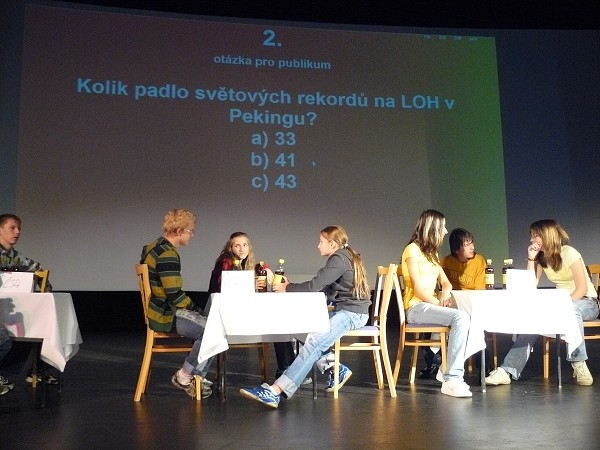 2.
otázka pro publikum
Kolik padlo světových rekordů na LOH v
Pekingu?
a) 33
b) 41
c) 43